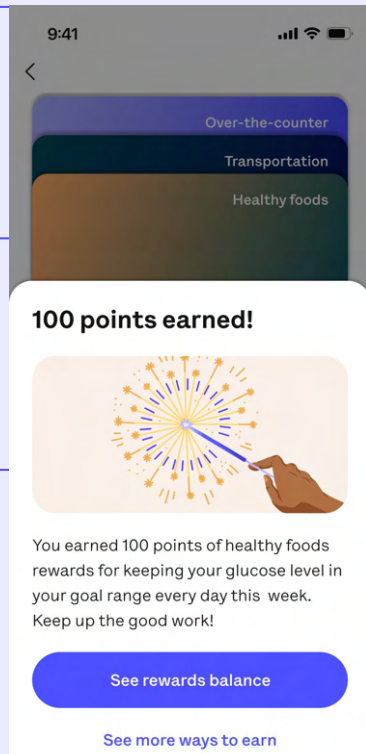 9:41
Over-the-counter
Transportation
Healthy foods
100 points earned!
You earned 100 points of healthy foods
rewards for keeping your glucose level in
your goal range every day this  week.
Keep up the good work!
See rewards balance
See more ways to earn